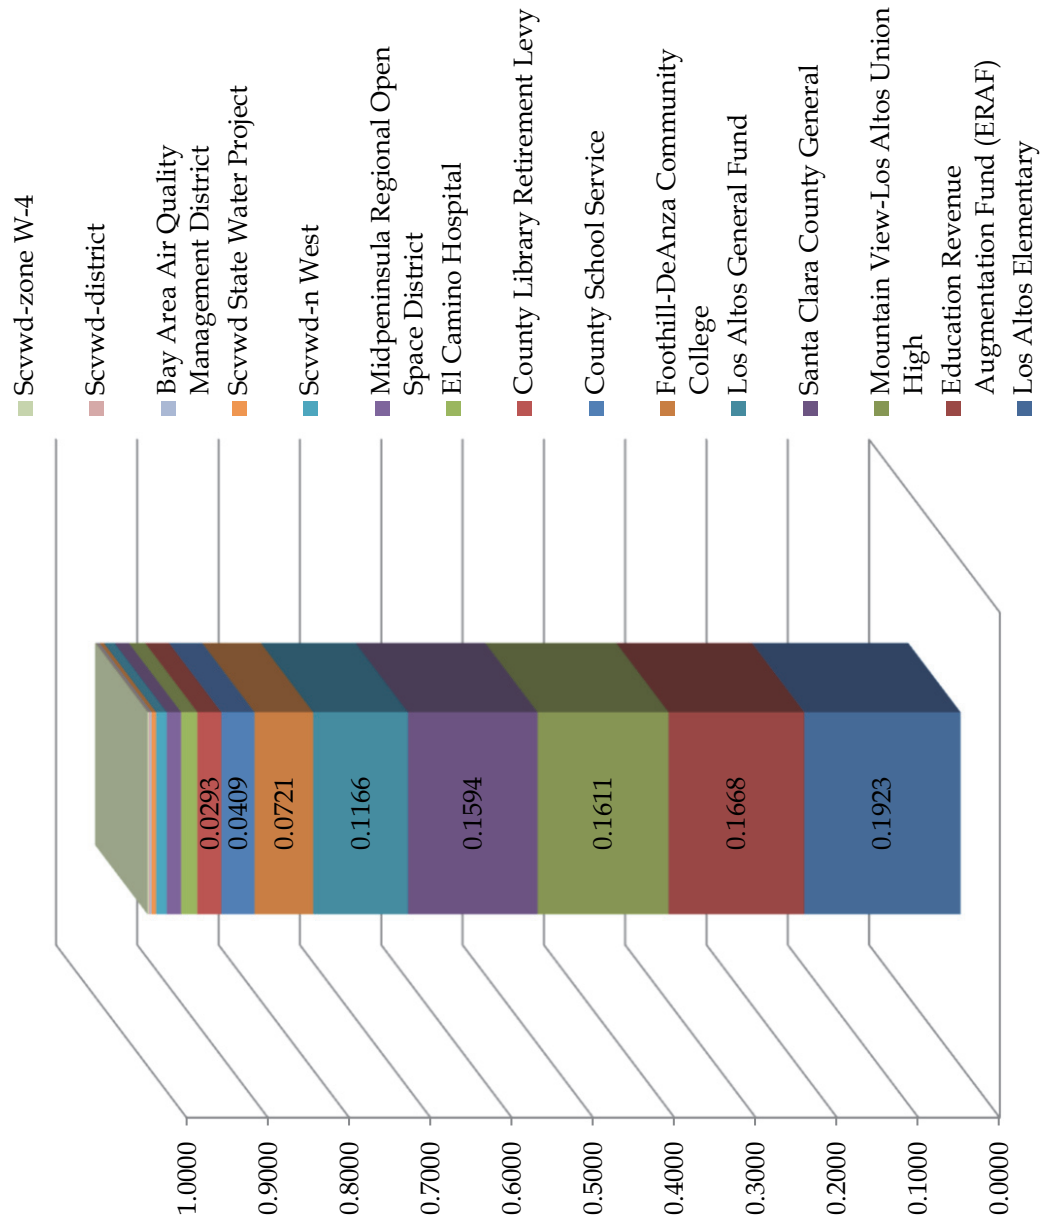 1.0000
0.9000
0.8000
0.7000
0.6000
0.5000
0.4000
0.3000
0.2000
0.1000
0.0000
0.0293
0.0409
0.0721
0.1166
0.1594
0.1611
0.1668
0.1923
Scvwd-zone W-4
Scvwd-district
Bay Area Air Quality
Management District
Scvwd State Water Project
Scvwd-n West
Midpeninsula Regional Open
Space District
El Camino Hospital
County Library Retirement Levy
County School Service
Foothill-DeAnza Community
College
Los Altos General Fund
Santa Clara County General
Mountain View-Los Altos Union
High
Education Revenue
Augmentation Fund (ERAF)
Los Altos Elementary